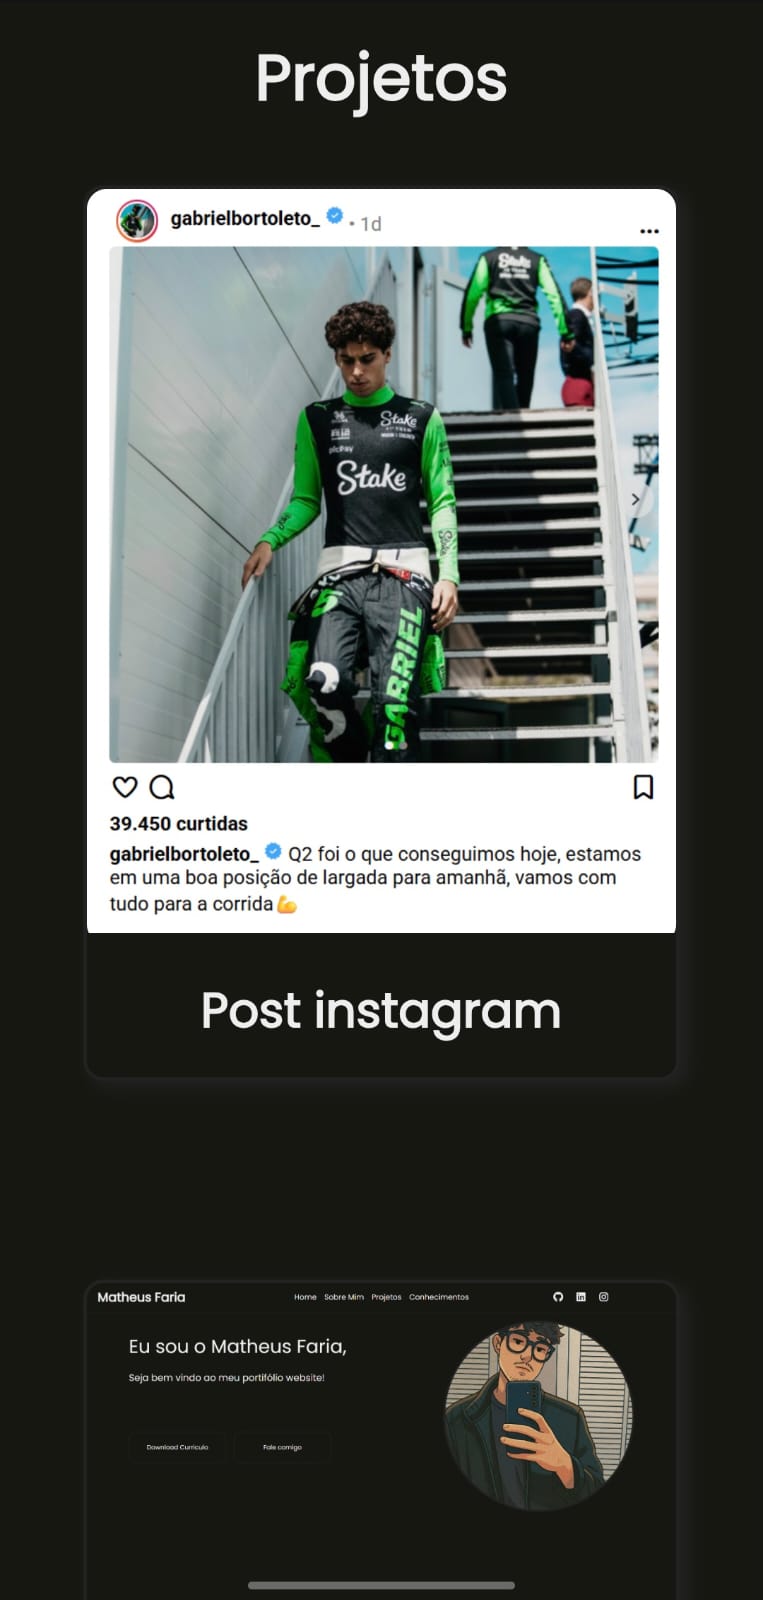 Projetos
gabrielbortoleto_ • 1d
Stake
Stake
picPay
Stake
GABRIEL
39.450 curtidas
gabrielbortoleto_ Q2 foi o que conseguimos hoje, estamos
em uma boa posição de largada para amanhã, vamos com
tudo para a corrida💪
Post instagram
Matheus Faria
Home Sobre Mim Projetos Conhecimentos
Eu sou o Matheus Faria,
Seja bem vindo ao meu portifólio website!
Download Curriculo Fale comigo